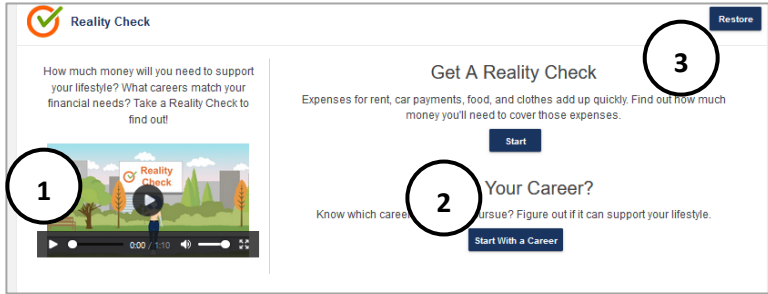 Reality Check
Restore
How much money will you need to support
your lifestyle? What careers match your
financial needs? Take a Reality Check to
find out!
Reality
Check
0:00 / 1:10
1
Get A Reality Check
3
Expenses for rent, car payments, food, and clothes add up quickly. Find out how much
money you'll need to cover those expenses.
Start
2
Your Career?
Know which caree ursue? Figure out if it can support your lifestyle.
Start With a Career